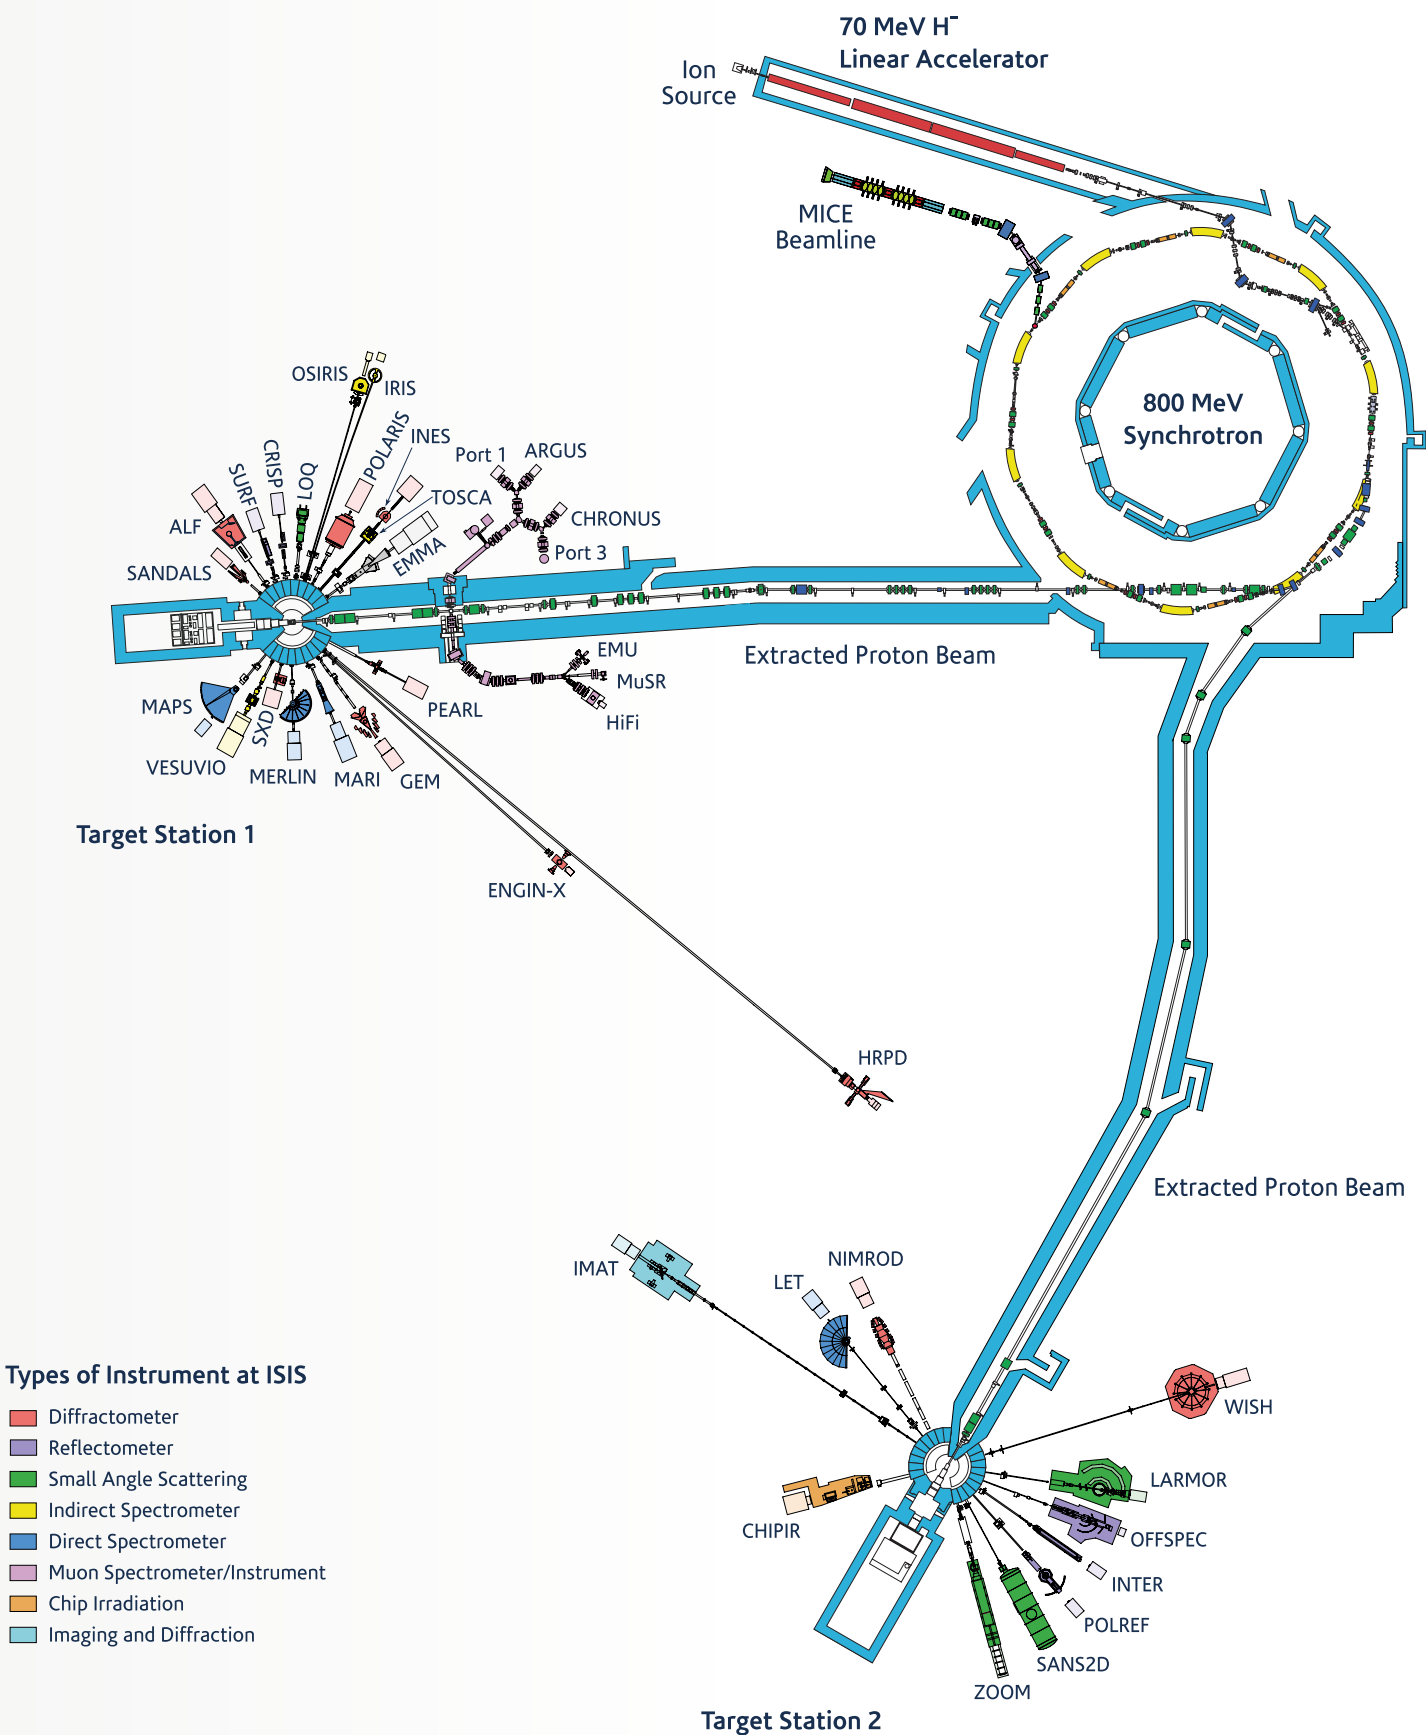 70 MeV H⁻
Linear Accelerator
Ion
Source
MICE
Beamline
800 MeV
Synchrotron
OSIRIS
IRIS
POLARIS
INES
CRISP
LOQ
SURF
TOSCA
Port 1
ARGUS
CHRONUS
Port 3
ALF
EMMA
SANDALS
Extracted Proton Beam
EMU
MuSR
HiFi
MAPS
PEARL
SXD
VESUVIO
MERLIN
MARI
GEM
Target Station 1
ENGIN-X
HRPD
Extracted Proton Beam
IMAT
LET
NIMROD
WISH
LARMOR
CHIPIR
OFFSPEC
INTER
POLREF
SANS2D
ZOOM
Target Station 2
Types of Instrument at ISIS
Diffractometer
Reflectometer
Small Angle Scattering
Indirect Spectrometer
Direct Spectrometer
Muon Spectrometer/Instrument
Chip Irradiation
Imaging and Diffraction